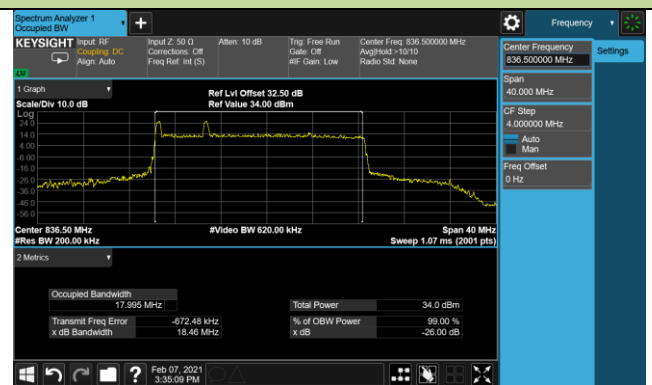 Spectrum Analyzer 1
Occupied BW
Frequency
KEYSIGHT
Input: RF
Coupling: DC
Align: Auto
Input Z: 50 Ω
Corrections: Off
Freq Ref: Int (S)
Atten: 10 dB
Trig: Free Run
Gate: Off
#IF Gain: Low
Center Freq: 836.500000 MHz
Avg|Hold:>10/10
Radio Std: None
1 Graph
Scale/Div 10.0 dB
Ref Lvl Offset 32.50 dB
Ref Value 34.00 dBm
Log
24.0
14.0
4.00
-6.00
-16.0
-26.0
-36.0
-46.0
-56.0
Center 836.50 MHz
#Res BW 200.00 kHz
#Video BW 620.00 kHz
Span 40 MHz
Sweep 1.07 ms (2001 pts)
2 Metrics
Occupied Bandwidth
17.995 MHz
Total Power 34.0 dBm
Transmit Freq Error -672.48 kHz
% of OBW Power 99.00 %
x dB Bandwidth 18.46 MHz
x dB -26.00 dB
Feb 07, 2021
3:35:09 PM
Center Frequency
836.500000 MHz
Settings
Span
40.000 MHz
CF Step
4.000000 MHz
Auto
Man
Freq Offset
0 Hz